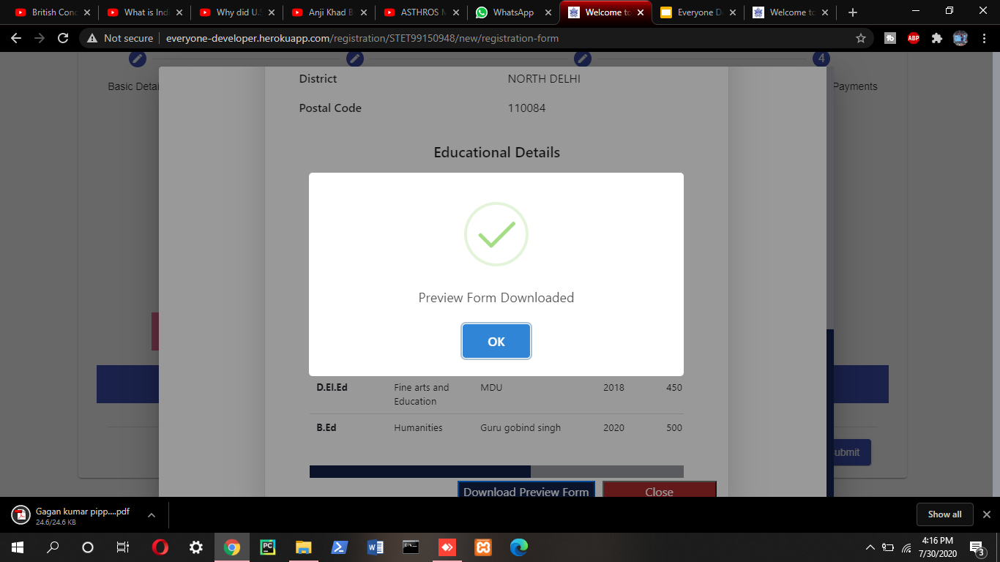 British Con
What is Indi
Why did U.S
Anji Khad B
ASTHROS M
WhatsApp
Welcome to
Everyone D
Welcome to
Not secure
everyone-developer.herokuapp.com/registration/STET99150948/new/registration-form
ABP
4
Basic Detai
Payments
District NORTH DELHI
Postal Code 110084
Educational Details
Preview Form Downloaded
OK
D.El.Ed Fine arts and MDU 2018 450
Education
B.Ed Humanities Guru gobind singh 2020 500
ubmit
Download Preview Form Close
Gagan kumar pipp....pdf
24.6/24.6 KB
Show all
4:16 PM
7/30/2020
3